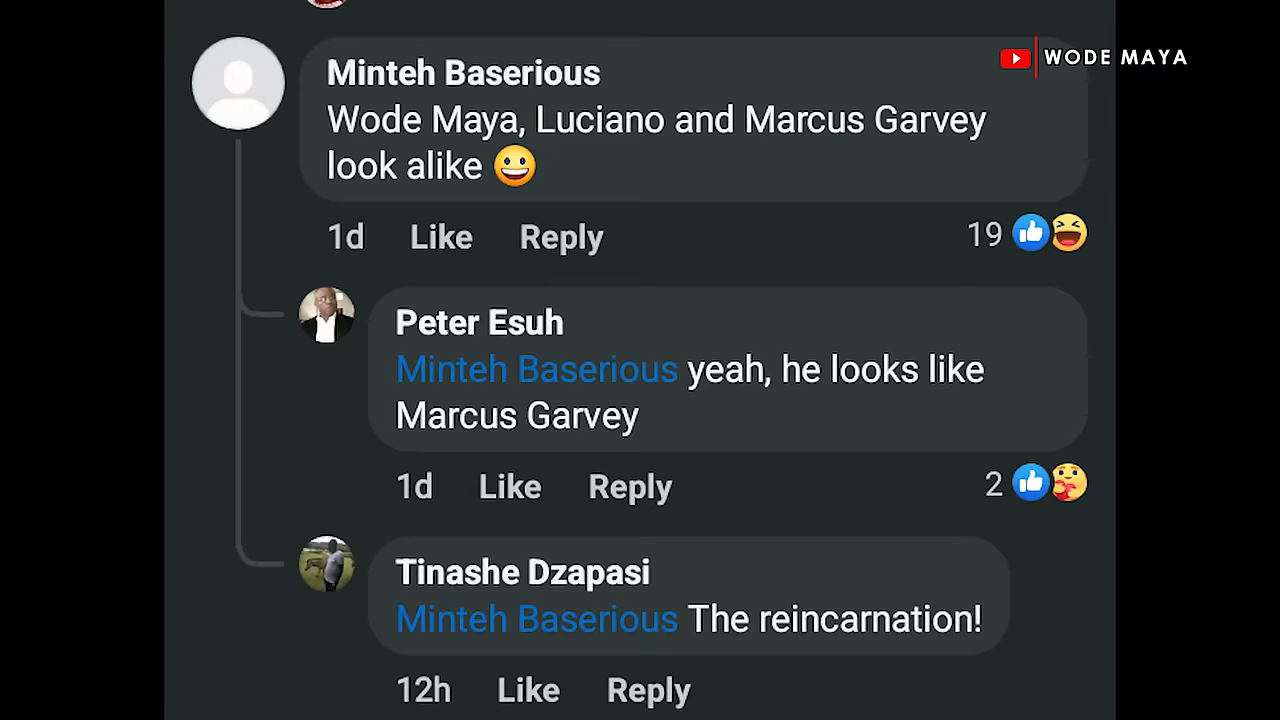 WODE MAYA
Minteh Baserious
Wode Maya, Luciano and Marcus Garvey
look alike 😀
1d Like Reply 19
Peter Esuh
Minteh Baserious yeah, he looks like
Marcus Garvey
1d Like Reply 2
Tinashe Dzapasi
Minteh Baserious The reincarnation!
12h Like Reply